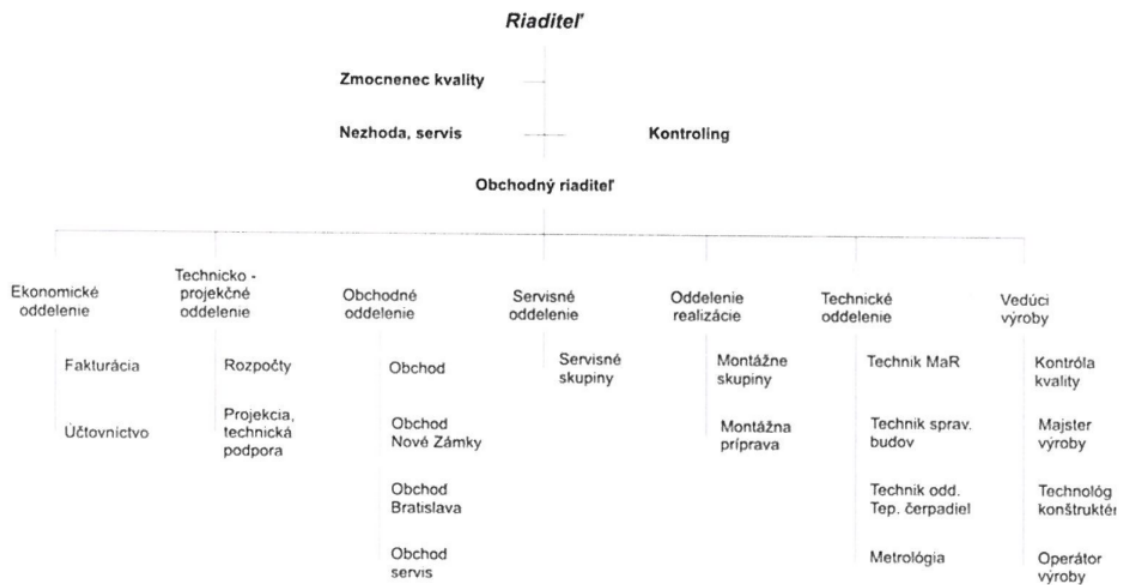 Riaditeľ
Zmocnenec kvality
Nezhoda, servis
Kontroling
Obchodný riaditeľ
Ekonomické
oddelenie
Fakturácia
Účtovníctvo
Technicko -
projekčné
oddelenie
Rozpočty
Projekcia,
technická
podpora
Obchodné
oddelenie
Obchod
Obchod
Nové Zámky
Obchod
Bratislava
Obchod
servis
Servisné
oddelenie
Servisné
skupiny
Oddelenie
realizácie
Montážne
skupiny
Montážna
príprava
Technické
oddelenie
Technik MaR
Technik sprav.
budov
Technik odd.
Tep. čerpadiel
Metrológia
Vedúci
výroby
Kontróla
kvality
Majster
výroby
Technológ
konštruktér
Operátor
výroby